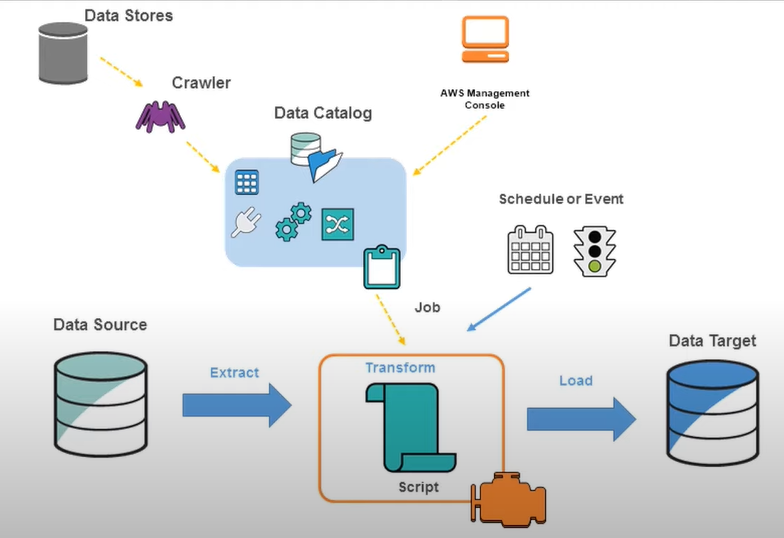 Data Stores
Crawler
Data Catalog
AWS Management
Console
Schedule or Event
Job
Data Source
Extract
Transform
Script
Load
Data Target